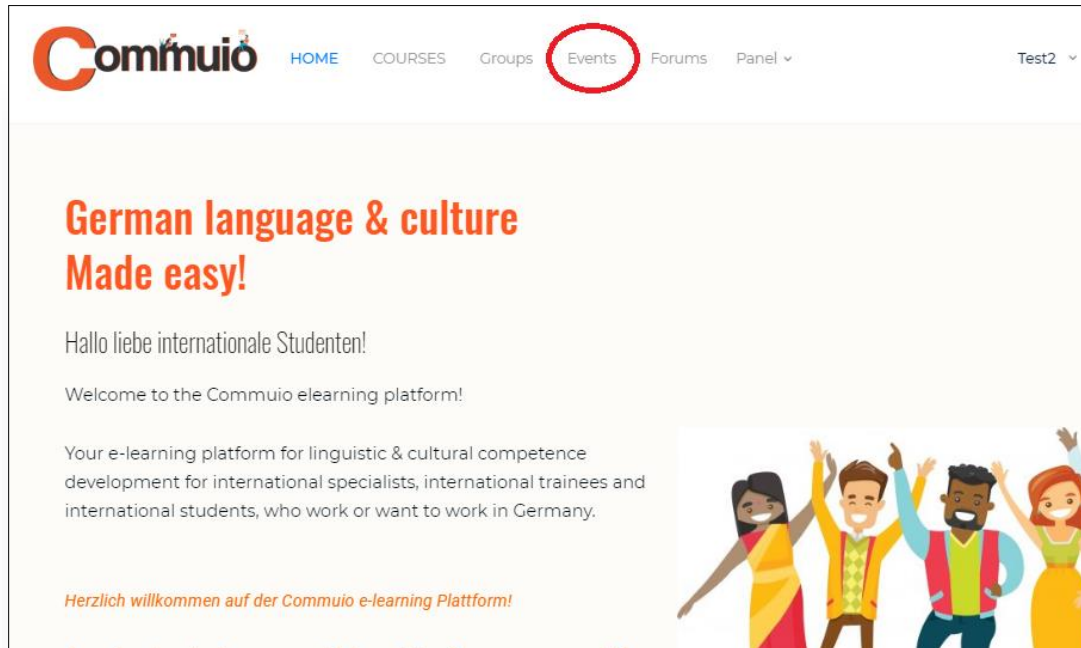 Commuio HOME COURSES Groups Events Forums Panel Test2
German language & culture
Made easy!
Hallo liebe internationale Studenten!
Welcome to the Commuio elearning platform!
Your e-learning platform for linguistic & cultural competence
development for international specialists, international trainees and
international students, who work or want to work in Germany.
Herzlich willkommen auf der Commuio e-learning Plattform!